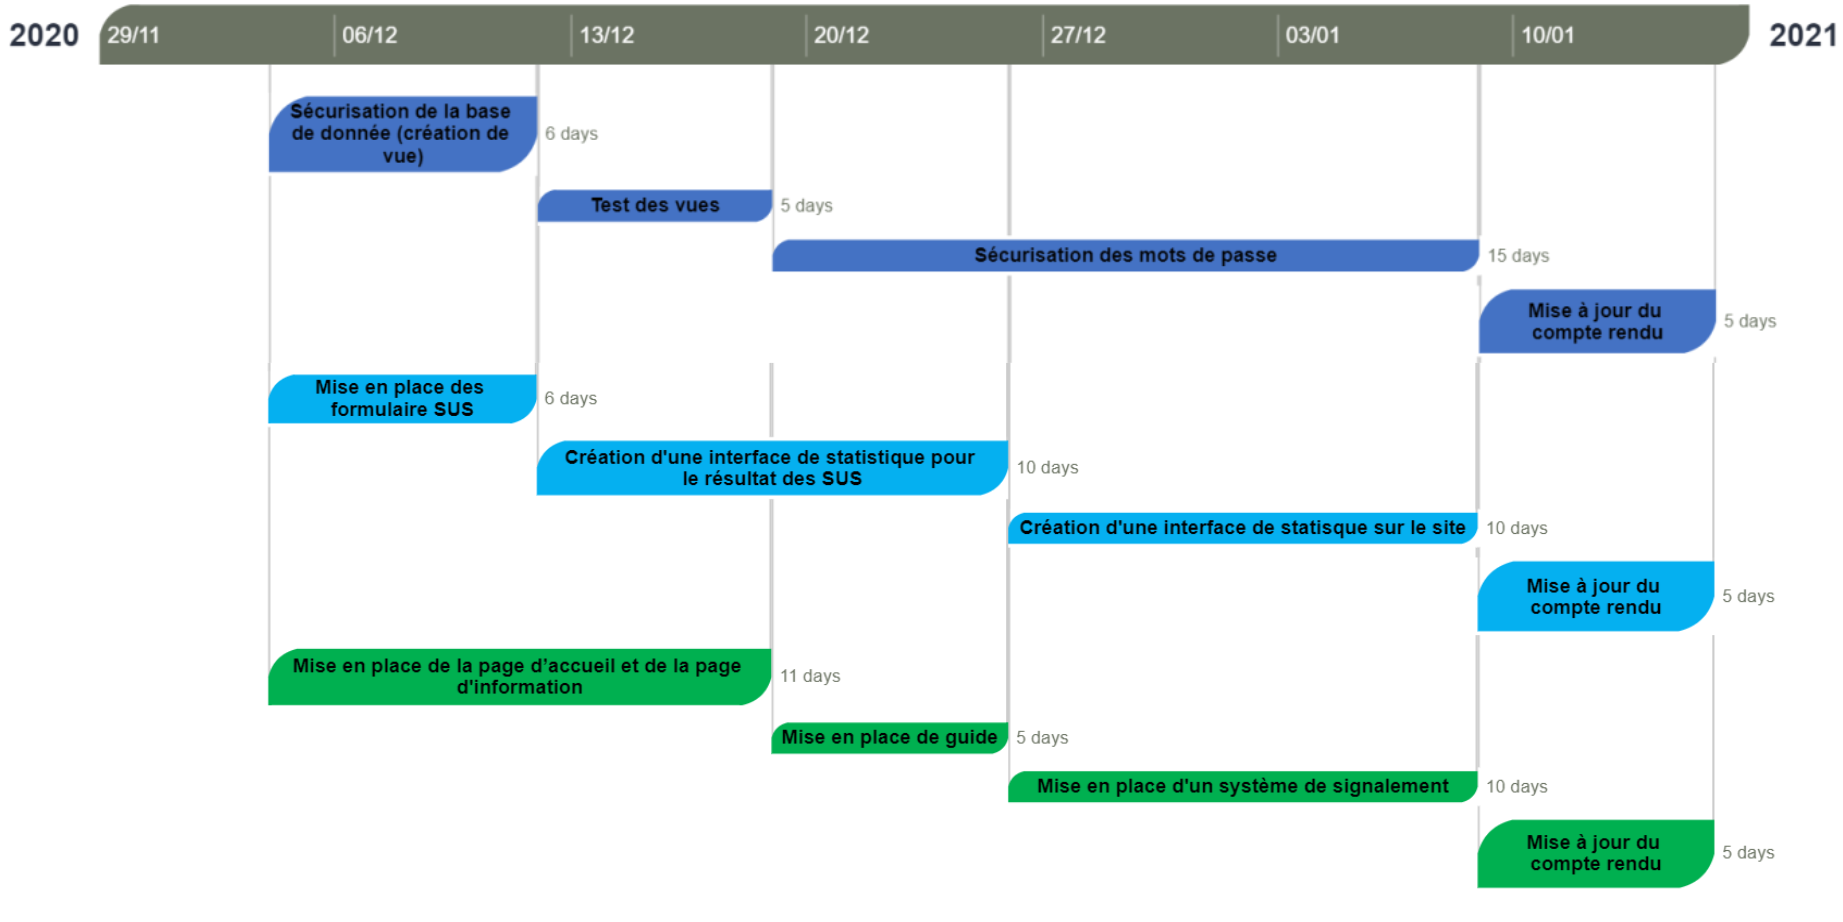 2020
29/11
06/12
13/12
20/12
27/12
03/01
10/01
2021
Sécurisation de la base
de donnée (création de
vue)
6 days
Test des vues
5 days
Sécurisation des mots de passe
15 days
Mise à jour du
compte rendu
5 days
Mise en place des
formulaire SUS
6 days
Création d'une interface de statistique pour
le résultat des SUS
10 days
Création d'une interface de statisque sur le site
10 days
Mise à jour du
compte rendu
5 days
Mise en place de la page d’accueil et de la page
d'information
11 days
Mise en place de guide
5 days
Mise en place d'un système de signalement
10 days
Mise à jour du
compte rendu
5 days